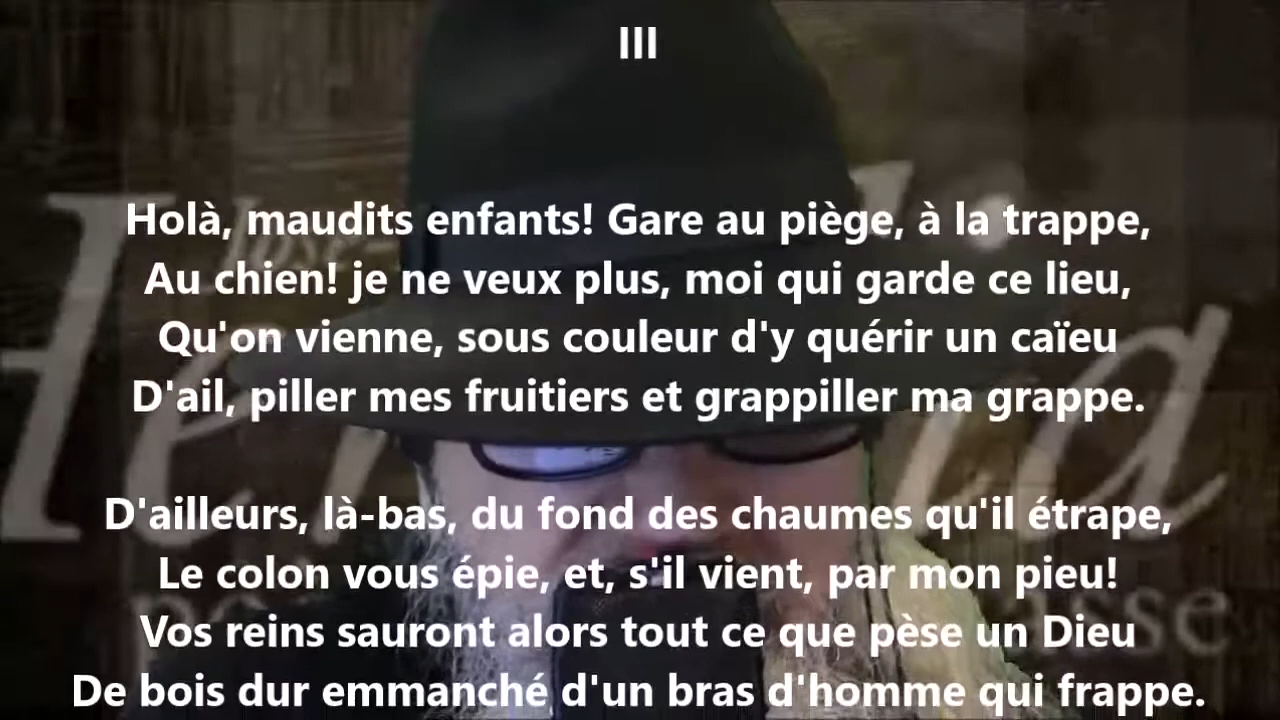 III
Holà, maudits enfants! Gare au piège, à la trappe,
Au chien! je ne veux plus, moi qui garde ce lieu,
Qu'on vienne, sous couleur d'y quérir un caïeu
D'ail, piller mes fruitiers et grappiller ma grappe.
D'ailleurs, là-bas, du fond des chaumes qu'il étrape,
Le colon vous épie, et, s'il vient, par mon pieu!
Vos reins sauront alors tout ce que pèse un Dieu
De bois dur emmanché d'un bras d'homme qui frappe.